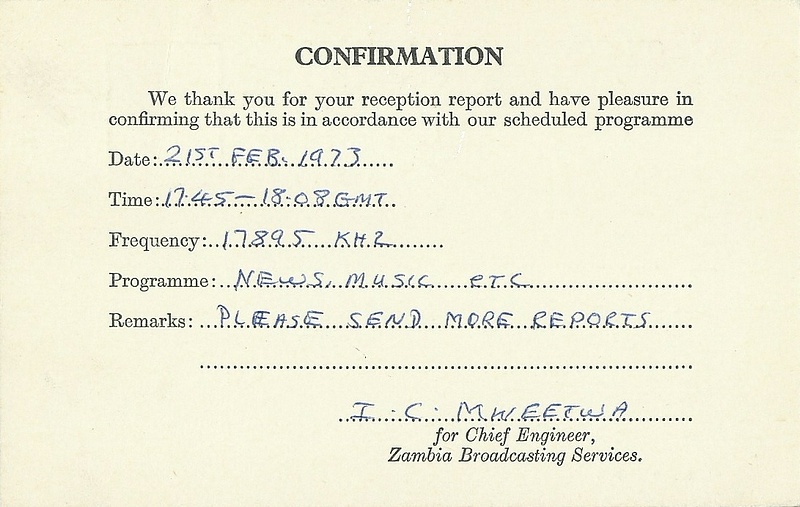 CONFIRMATION
We thank you for your reception report and have pleasure in
confirming that this is in accordance with our scheduled programme
Date: 21ST FEB. 1973
Time: 17.45 - 18.08 GMT
Frequency: 17895 KHZ
Programme: NEWS, MUSIC etc
Remarks: PLEASE SEND MORE REPORTS
I. C. MWEETWA
for Chief Engineer,
Zambia Broadcasting Services.